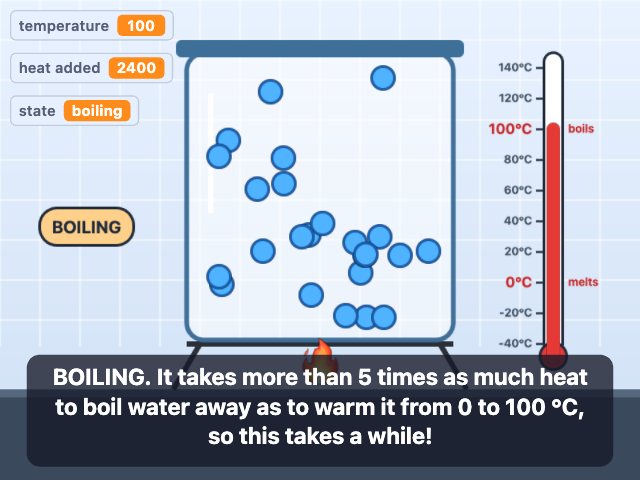 temperature 100
heat added 2400
state boiling
BOILING
140°C
120°C
100°C boils
80°C
60°C
40°C
20°C
0°C melts
-20°C
-40°C
BOILING. It takes more than 5 times as much heat
to boil water away as to warm it from 0 to 100 °C,
so this takes a while!